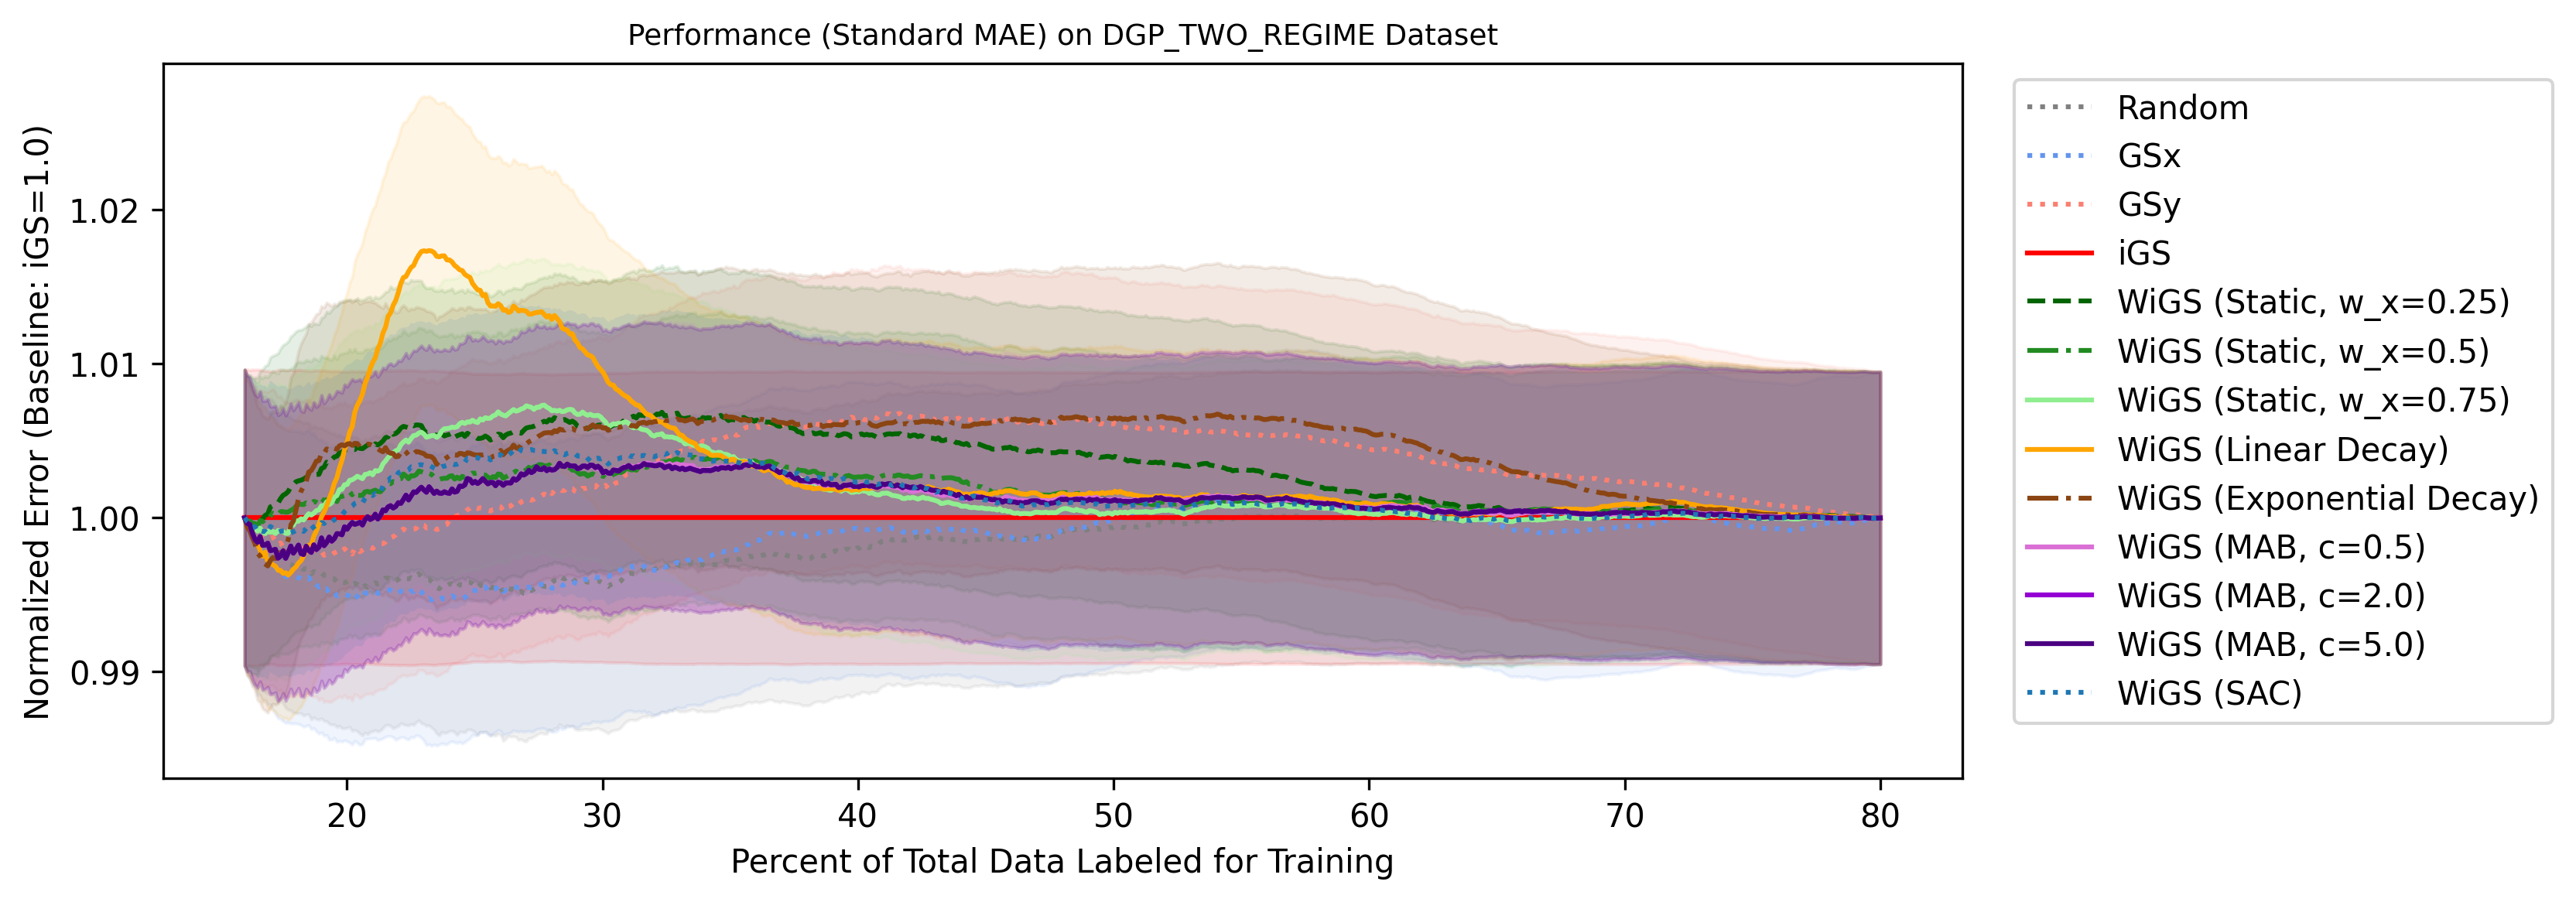 Performance (Standard MAE) on DGP_TWO_REGIME Dataset
Normalized Error (Baseline: iGS=1.0)
1.02
1.01
1.00
0.99
20 30 40 50 60 70 80
Percent of Total Data Labeled for Training
Random
GSx
GSy
iGS
WiGS (Static, w_x=0.25)
WiGS (Static, w_x=0.5)
WiGS (Static, w_x=0.75)
WiGS (Linear Decay)
WiGS (Exponential Decay)
WiGS (MAB, c=0.5)
WiGS (MAB, c=2.0)
WiGS (MAB, c=5.0)
WiGS (SAC)